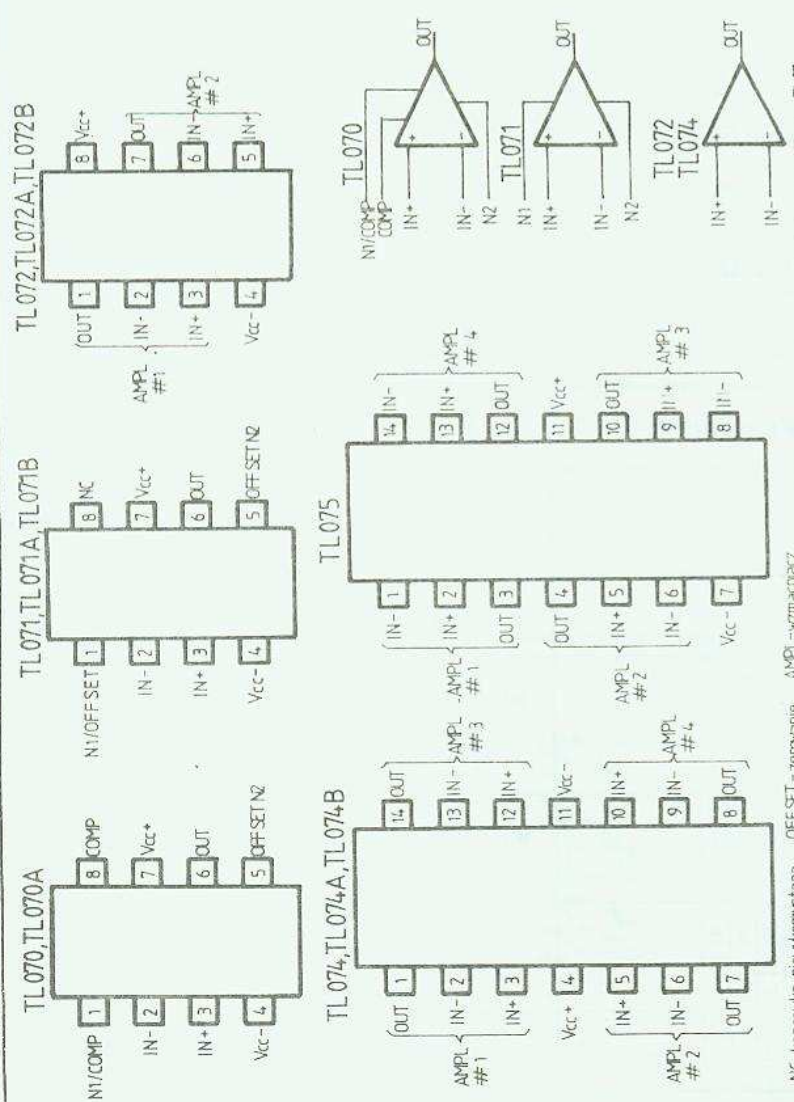 TL070,TL070A
N1/COMP 1
IN- 2
IN+ 3
Vcc- 4
8 COMP
7 Vcc+
6 OUT
5 OFFSET N2
TL071,TL071A,TL071B
N1/OFFSET 1
IN- 2
IN+ 3
Vcc- 4
8 NC
7 Vcc+
6 OUT
5 OFFSET N2
TL072,TL072A,TL072B
AMPL
#1
OUT 1
IN- 2
IN+ 3
Vcc- 4
8 Vcc+
7 OUT
6 IN-
5 IN+
AMPL
#2
TL074,TL074A,TL074B
AMPL
#1
OUT 1
IN- 2
IN+ 3
Vcc+ 4
AMPL
#2
IN+ 5
IN- 6
OUT 7
14 OUT
13 IN-
12 IN+
AMPL
#3
11 Vcc-
10 IN+
9 IN-
8 OUT
AMPL
#4
TL075
AMPL
#1
IN- 1
IN+ 2
OUT 3
AMPL
#2
OUT 4
IN+ 5
IN- 6
Vcc- 7
14 IN-
13 IN+
12 OUT
AMPL
#4
11 Vcc+
10 OUT
9 IN+
8 IN-
AMPL
#3
TL070
N1/COMP
COMP
IN+
IN-
N2
+
-
OUT
TL071
N1
IN+
IN-
N2
+
-
OUT
TL072
TL074
IN+
IN-
+
-
OUT
OFFSET - zerowanie AMPL - wzmacniacz